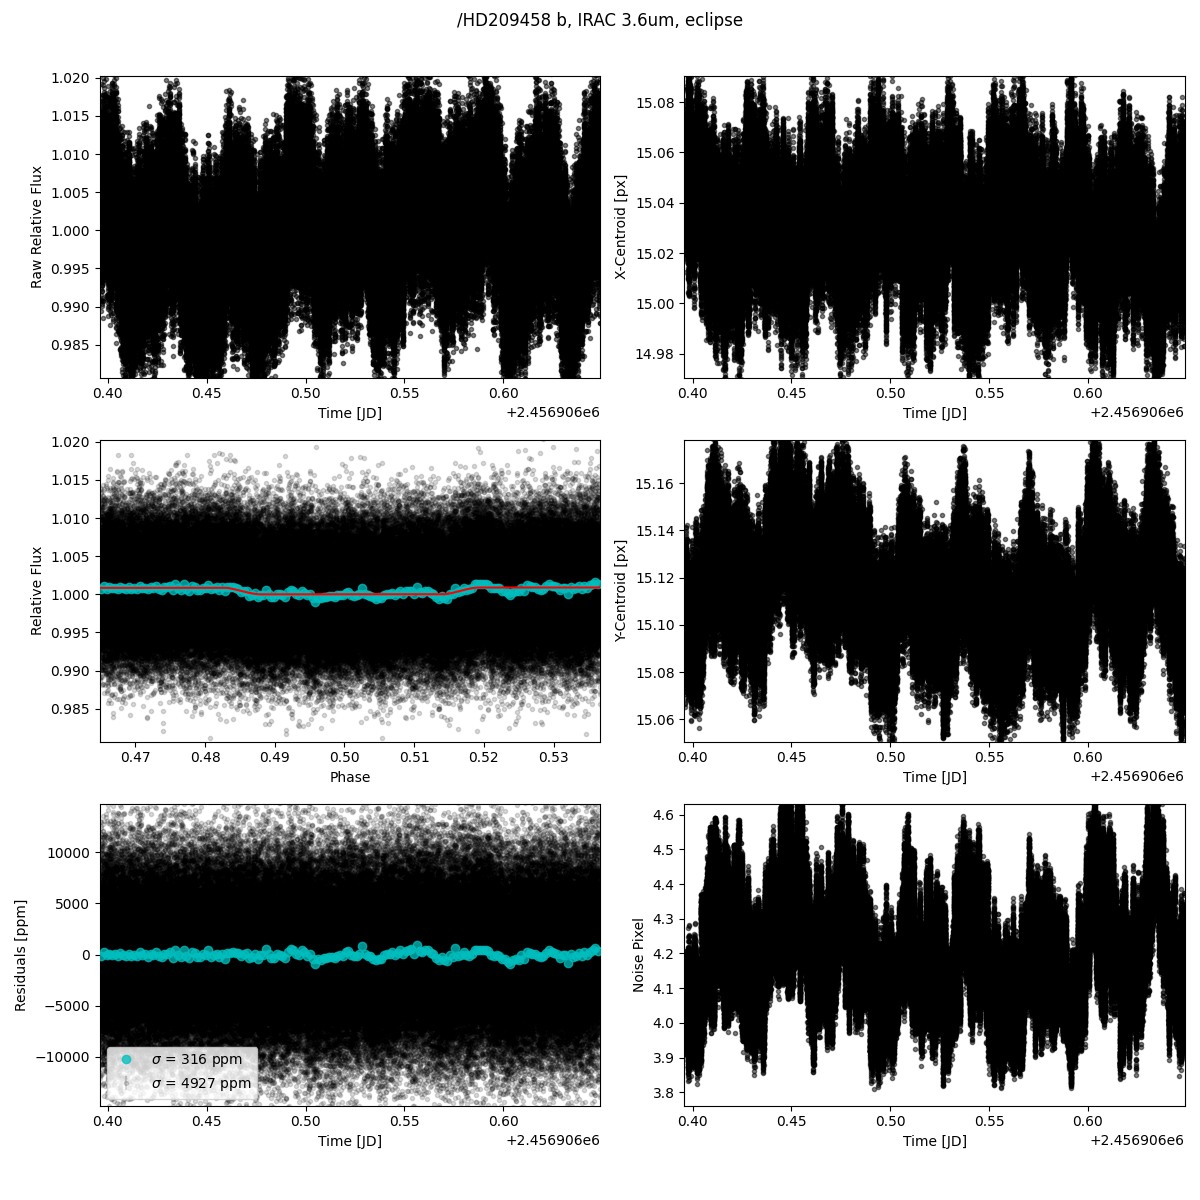 /HD209458 b, IRAC 3.6um, eclipse
Raw Relative Flux
1.020
1.015
1.010
1.005
1.000
0.995
0.990
0.985
0.40 0.45 0.50 0.55 0.60
Time [JD]
+2.456906e6
X-Centroid [px]
15.08
15.06
15.04
15.02
15.00
14.98
0.40 0.45 0.50 0.55 0.60
Time [JD]
+2.456906e6
Relative Flux
1.020
1.015
1.010
1.005
1.000
0.995
0.990
0.985
0.47 0.48 0.49 0.50 0.51 0.52 0.53
Phase
Y-Centroid [px]
15.16
15.14
15.12
15.10
15.08
15.06
0.40 0.45 0.50 0.55 0.60
Time [JD]
+2.456906e6
Residuals [ppm]
10000
5000
0
−5000
−10000
σ = 316 ppm
σ = 4927 ppm
0.40 0.45 0.50 0.55 0.60
Time [JD]
+2.456906e6
Noise Pixel
4.6
4.5
4.4
4.3
4.2
4.1
4.0
3.9
3.8
0.40 0.45 0.50 0.55 0.60
Time [JD]
+2.456906e6